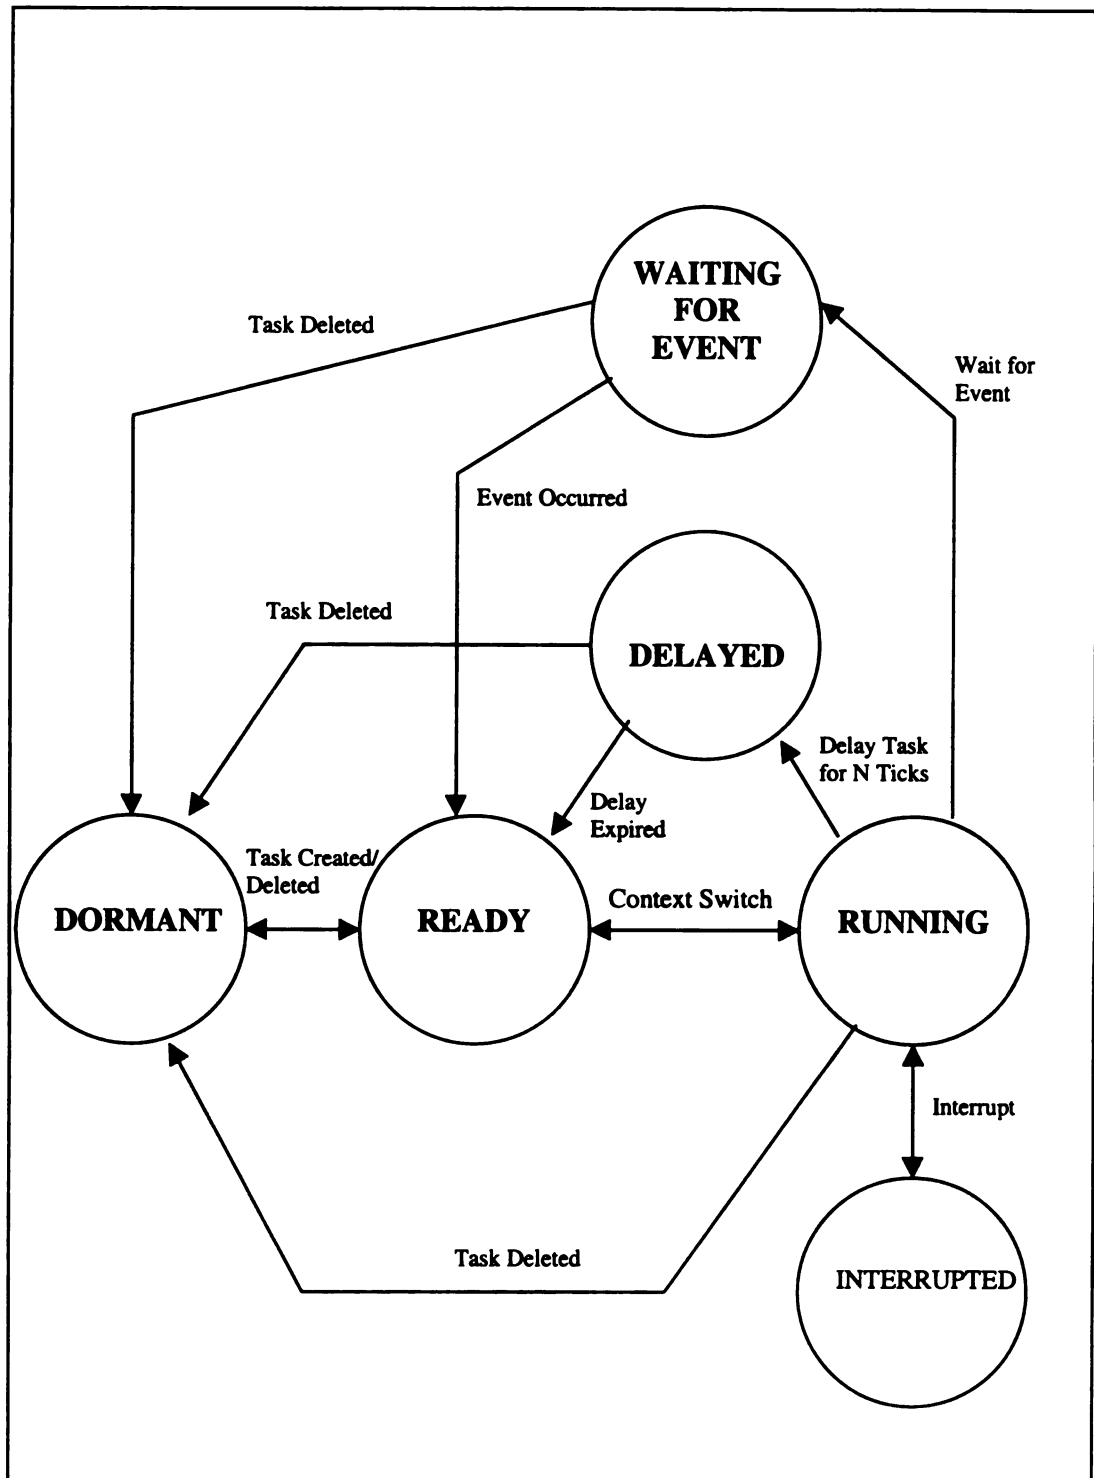 WAITING
FOR
EVENT
Task Deleted
Wait for
Event
Event Occurred
Task Deleted
DELAYED
Delay Task
for N Ticks
Delay
Expired
Task Created/
Deleted
DORMANT
READY
Context Switch
RUNNING
Interrupt
Task Deleted
INTERRUPTED